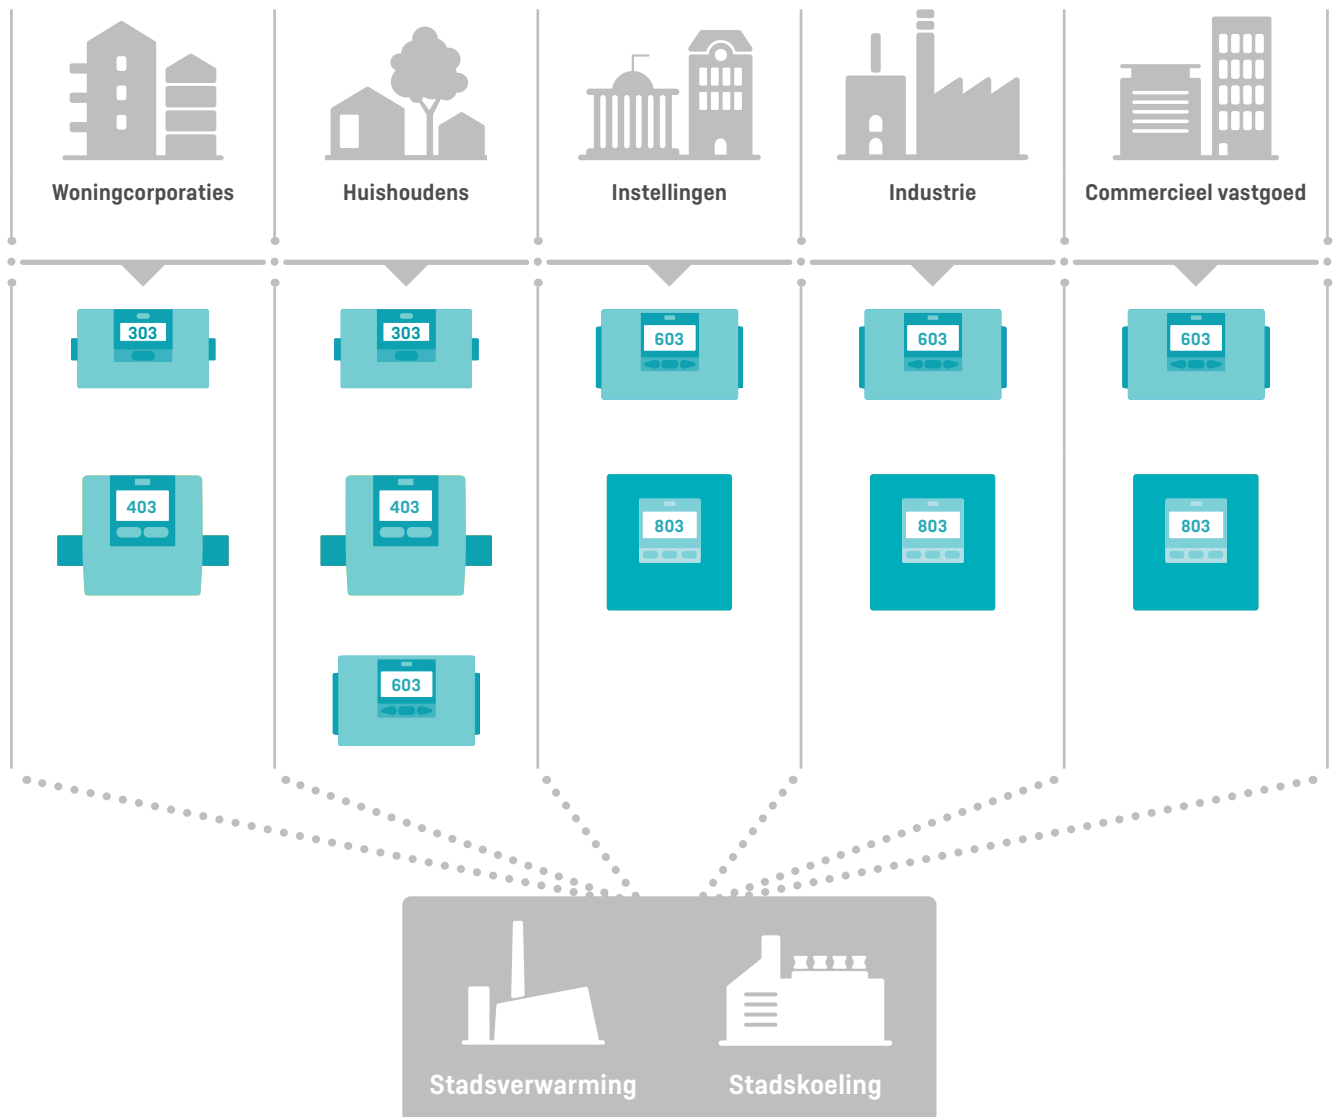 Woningcorporaties
Huishoudens
Instellingen
Industrie
Commercieel vastgoed
303
303
603
603
603
403
403
803
803
803
603
Stadsverwarming
Stadskoeling